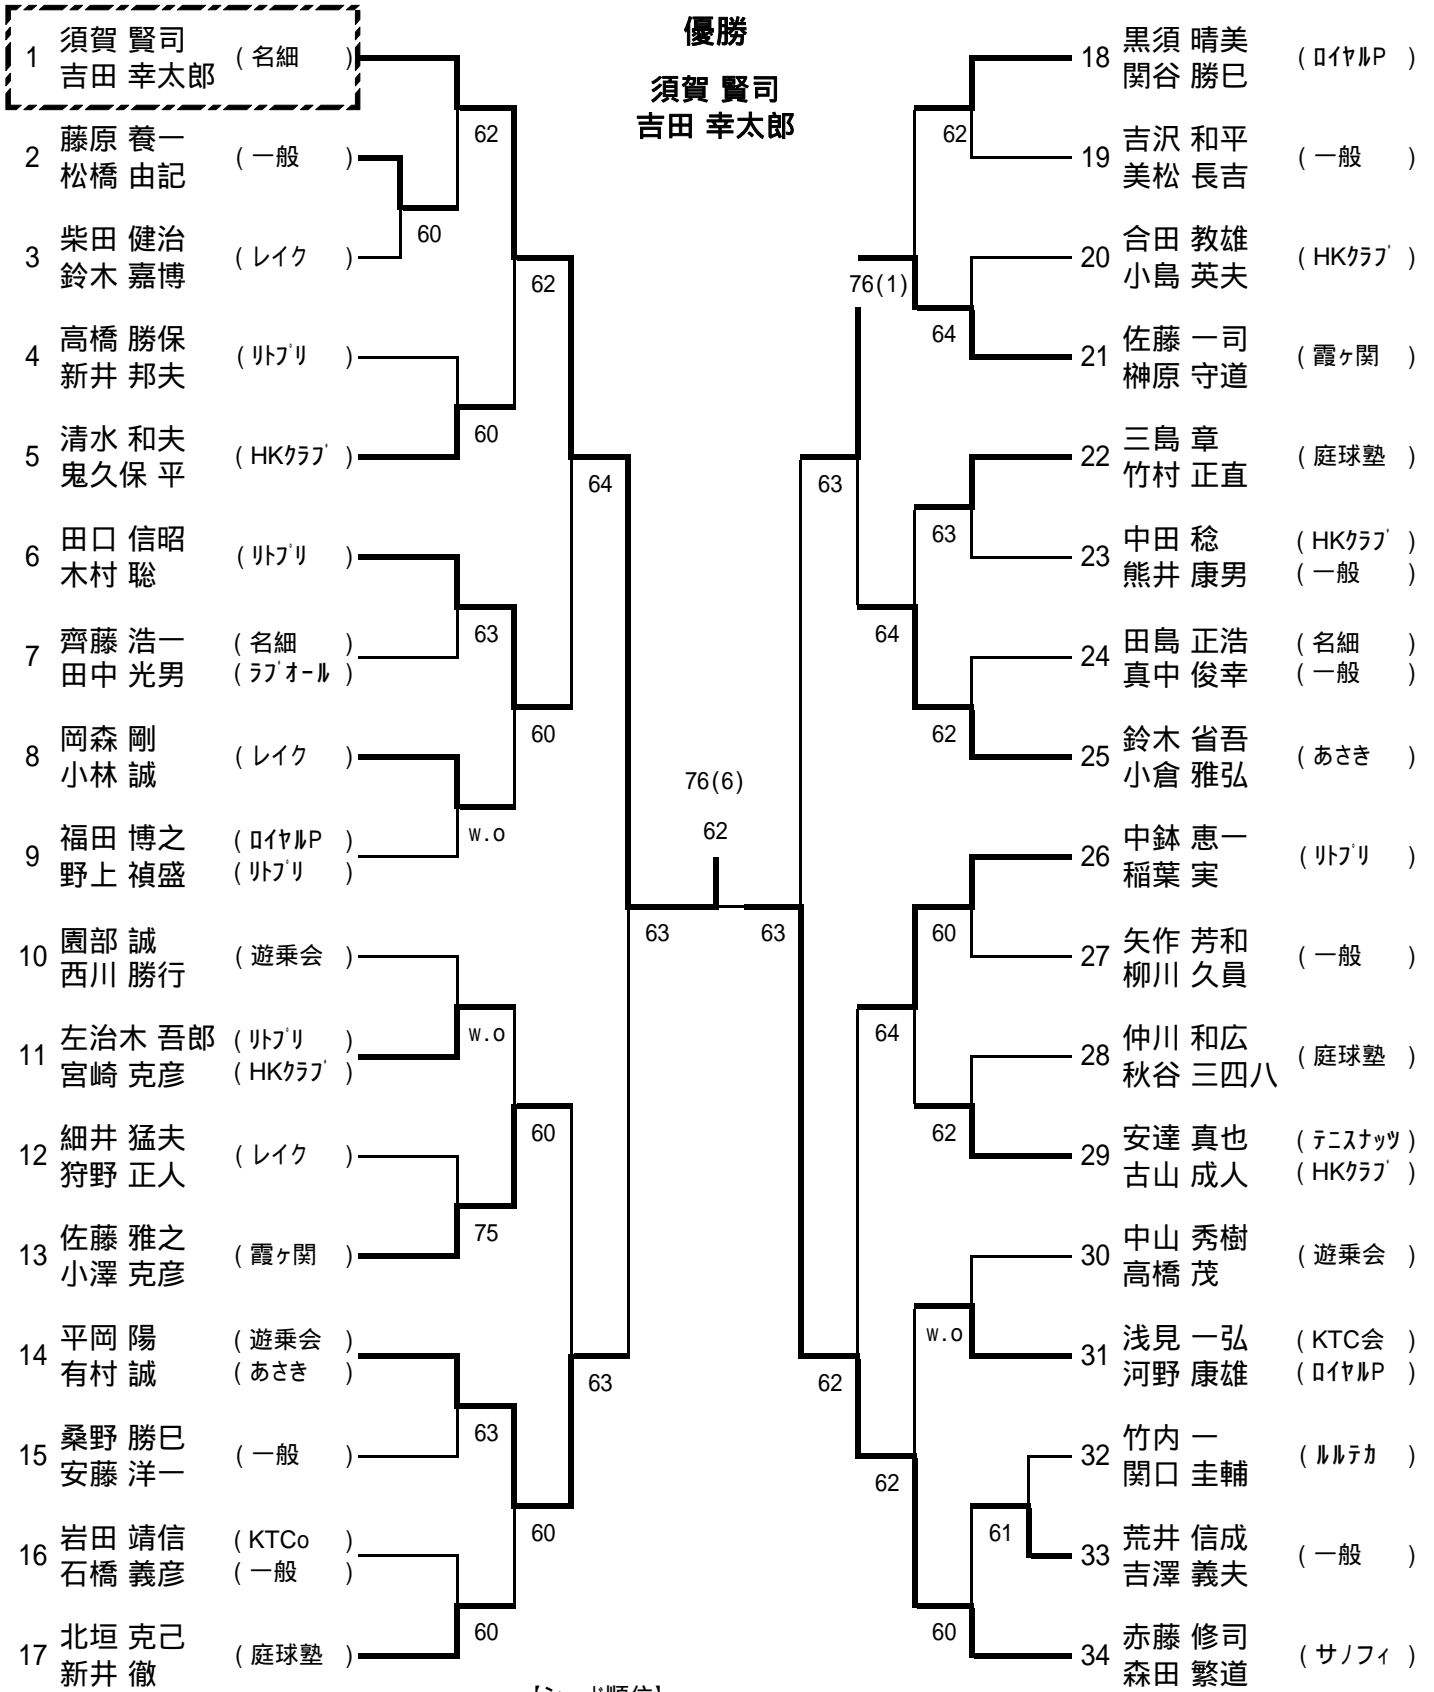 優勝
須賀 賢司
吉田 幸太郎
1 須賀 賢司 吉田 幸太郎 (名細)
2 藤原 養一 松橋 由記 (一般)
3 柴田 健治 鈴木 嘉博 (レイク)
4 高橋 勝保 新井 邦夫 (ﾘﾄﾌﾟﾘ)
5 清水 和夫 鬼久保 平 (HKｸﾗﾌﾞ)
6 田口 信昭 木村 聡 (ﾘﾄﾌﾟﾘ)
7 齊藤 浩一 (名細)
田中 光男 (ﾗﾌﾞｵｰﾙ)
8 岡森 剛 小林 誠 (レイク)
9 福田 博之 (ﾛｲﾔﾙP)
野上 禎盛 (ﾘﾄﾌﾟﾘ)
10 園部 誠 西川 勝行 (遊乗会)
11 左治木 吾郎 (ﾘﾄﾌﾟﾘ)
宮崎 克彦 (HKｸﾗﾌﾞ)
12 細井 猛夫 狩野 正人 (レイク)
13 佐藤 雅之 小澤 克彦 (霞ヶ関)
14 平岡 陽 (遊乗会)
有村 誠 (あさき)
15 桑野 勝巳 安藤 洋一 (一般)
16 岩田 靖信 (KTCo)
石橋 義彦 (一般)
17 北垣 克己 新井 徹 (庭球塾)
62
60
60
63
w.o
w.o
75
63
60
62
60
60
60
64
63
63
76(6)
62
63
63
62
76(1)
64
64
62
62
64
63
62
60
62
w.o
61
60
18 黒須 晴美 関谷 勝巳 (ﾛｲﾔﾙP)
19 吉沢 和平 美松 長吉 (一般)
20 合田 教雄 小島 英夫 (HKｸﾗﾌﾞ)
21 佐藤 一司 榊原 守道 (霞ヶ関)
22 三島 章 竹村 正直 (庭球塾)
23 中田 稔 (HKｸﾗﾌﾞ)
熊井 康男 (一般)
24 田島 正浩 (名細)
真中 俊幸 (一般)
25 鈴木 省吾 小倉 雅弘 (あさき)
26 中鉢 恵一 稲葉 実 (ﾘﾄﾌﾟﾘ)
27 矢作 芳和 柳川 久員 (一般)
28 仲川 和広 秋谷 三四八 (庭球塾)
29 安達 真也 (ﾃﾆｽﾅｯﾂ)
古山 成人 (HKｸﾗﾌﾞ)
30 中山 秀樹 高橋 茂 (遊乗会)
31 浅見 一弘 (KTC会)
河野 康雄 (ﾛｲﾔﾙP)
32 竹内 一 関口 圭輔 (ﾙﾙﾃｶ)
33 荒井 信成 吉澤 義夫 (一般)
34 赤藤 修司 森田 繁道 (サノフィ)